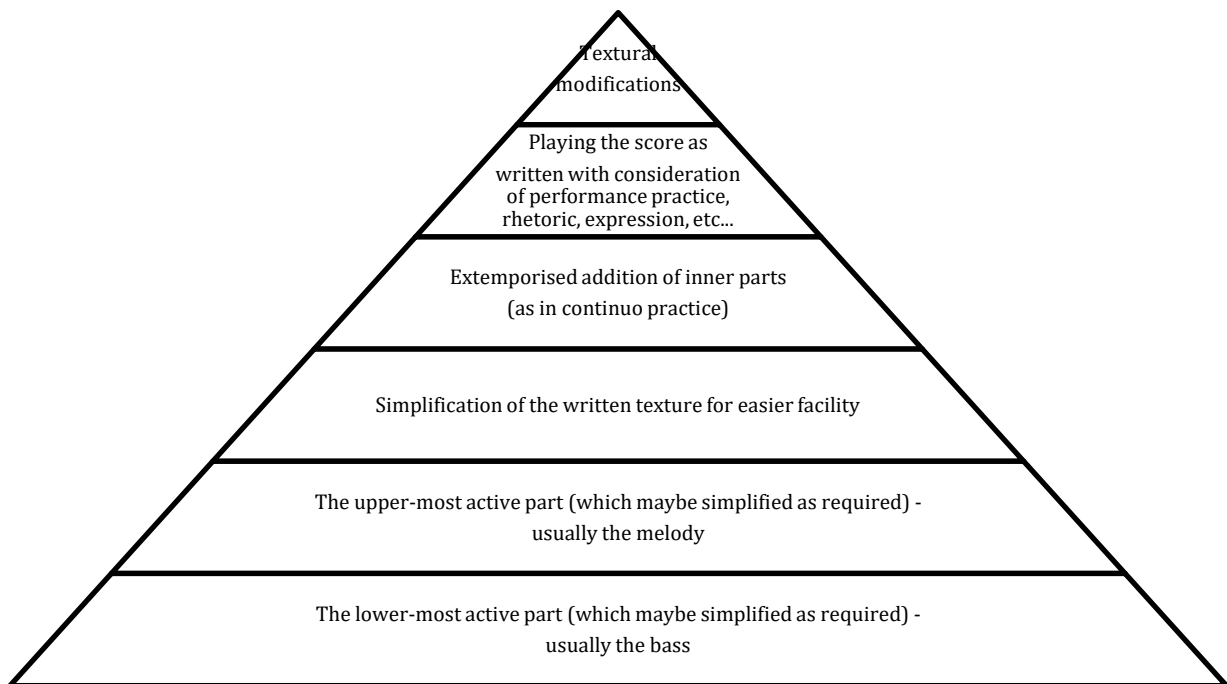 Textural
modifications
Playing the score as
written with consideration
of performance practice,
rhetoric, expression, etc...
Extemporised addition of inner parts
(as in continuo practice)
Simplification of the written texture for easier facility
The upper-most active part (which maybe simplified as required) -
usually the melody
The lower-most active part (which maybe simplified as required) -
usually the bass